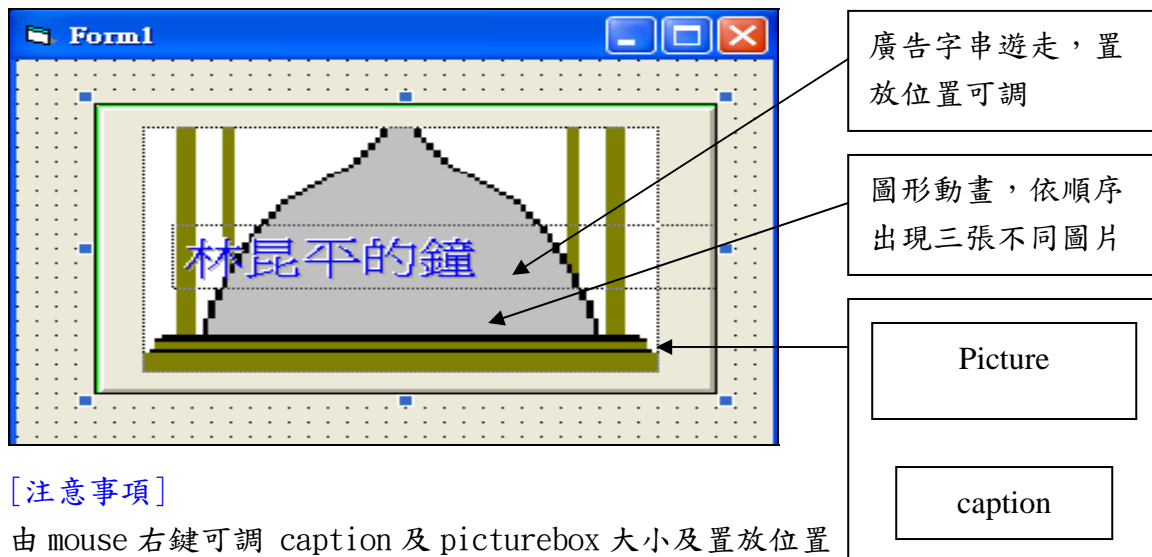 Form1
林昆平的鐘
廣告字串遊走，置
放位置可調
圖形動畫，依順序
出現三張不同圖片
Picture
caption
[注意事項]
由 mouse 右鍵可調 caption 及 picturebox 大小及置放位置